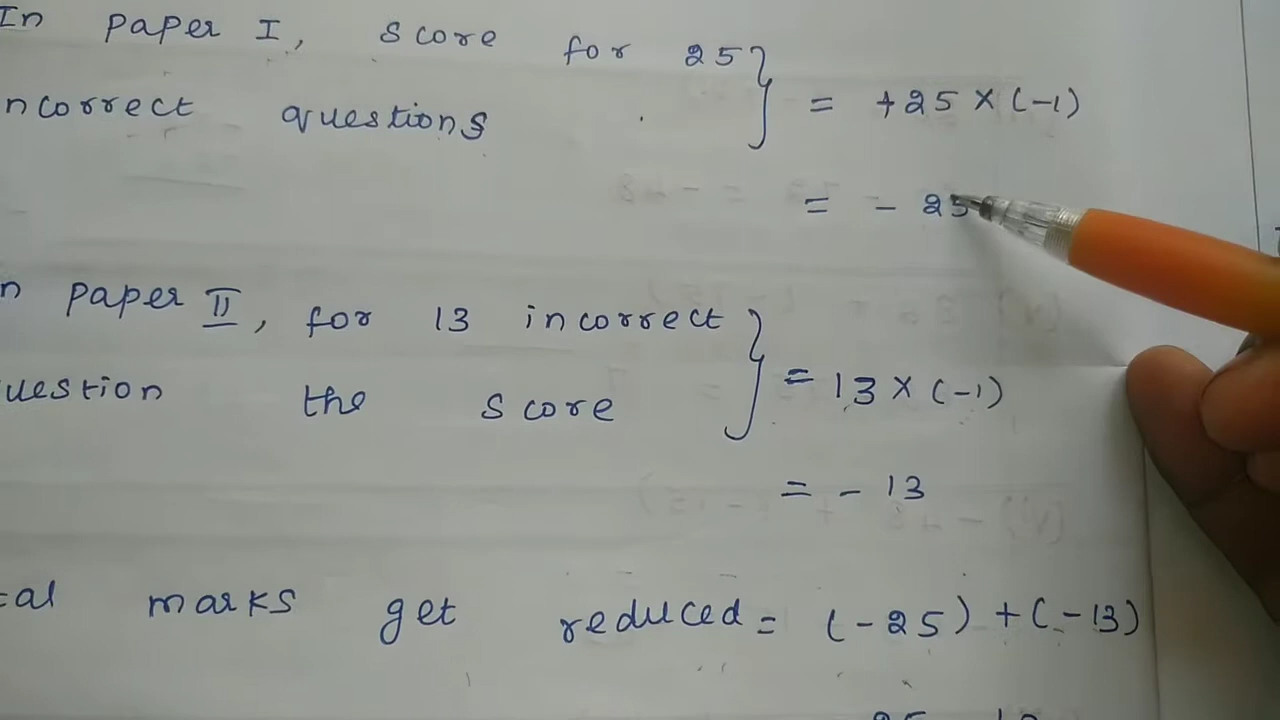 In paper I, score for 25
ncorrect questions } = +25 × (-1)
= - 25
n paper II, for 13 incorrect
uestion the score } = 13 × (-1)
= - 13
tal marks get reduced = (-25) + (-13)